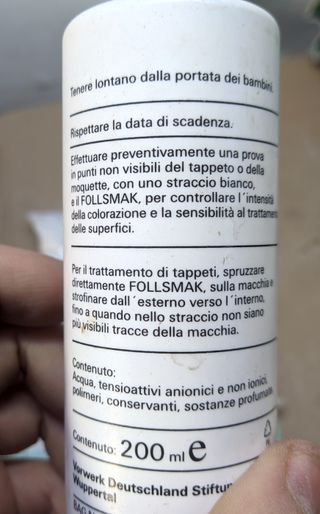 Tenere lontano dalla portata dei bambini.
Rispettare la data di scadenza.
Effettuare preventivamente una prova
in punti non visibili del tappeto o della
moquette, con uno straccio bianco,
e il FOLLSMAK, per controllare l´intensità
della colorazione e la sensibilità al trattamento
delle superfici.
Per il trattamento di tappeti, spruzzare
direttamente FOLLSMAK, sulla macchia e
strofinare dall´esterno verso l´interno,
fino a quando nello straccio non siano
più visibili tracce della macchia.
Contenuto:
Acqua, tensioattivi anionici e non ionici,
polimeri, conservanti, sostanze profumate.
Contenuto: 200 ml e
Vorwerk Deutschland
Wuppertal